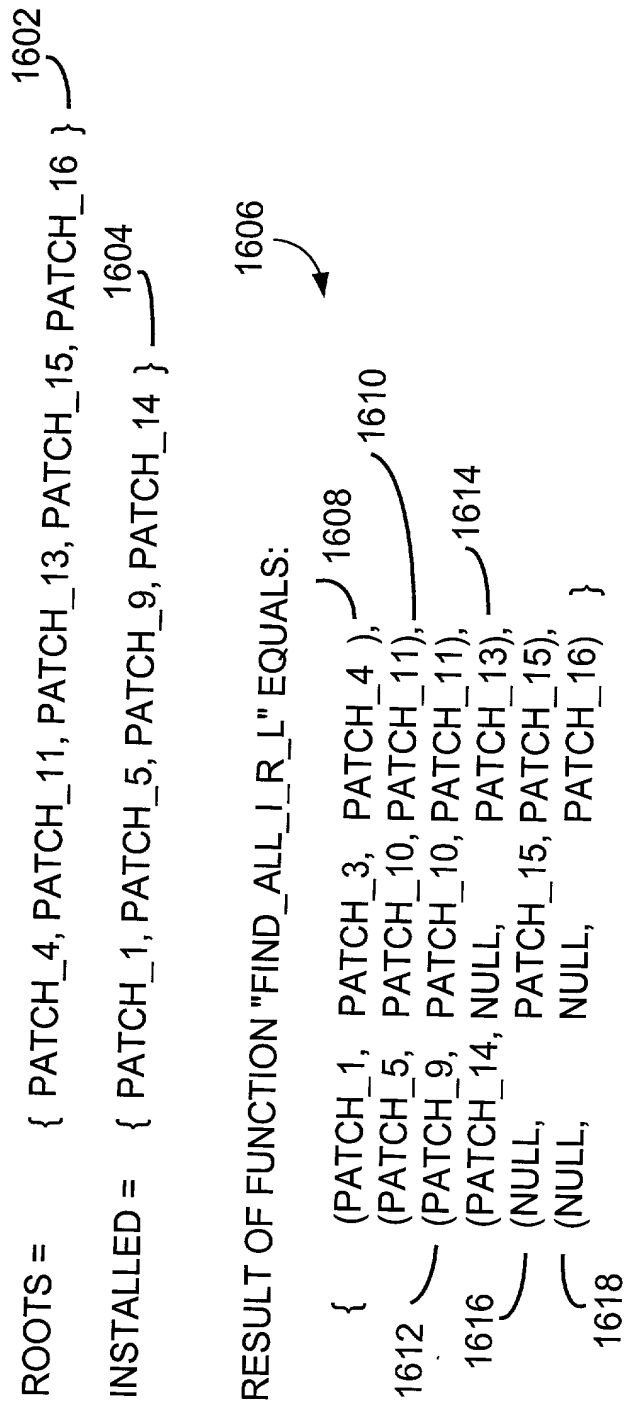 1602
ROOTS = { PATCH_4, PATCH_11, PATCH_13, PATCH_15, PATCH_16 }
1604
INSTALLED = { PATCH_1, PATCH_5, PATCH_9, PATCH_14 }
1606
RESULT OF FUNCTION "FIND_ALL_I_R_L" EQUALS:
1608
1610
{ (PATCH_1, PATCH_3, PATCH_4 ),
(PATCH_5, PATCH_10, PATCH_11),
1612 (PATCH_9, PATCH_10, PATCH_11),
1614
(PATCH_14, NULL, PATCH_13),
1616 (NULL, PATCH_15, PATCH_15),
(NULL, NULL, PATCH_16) }
1618